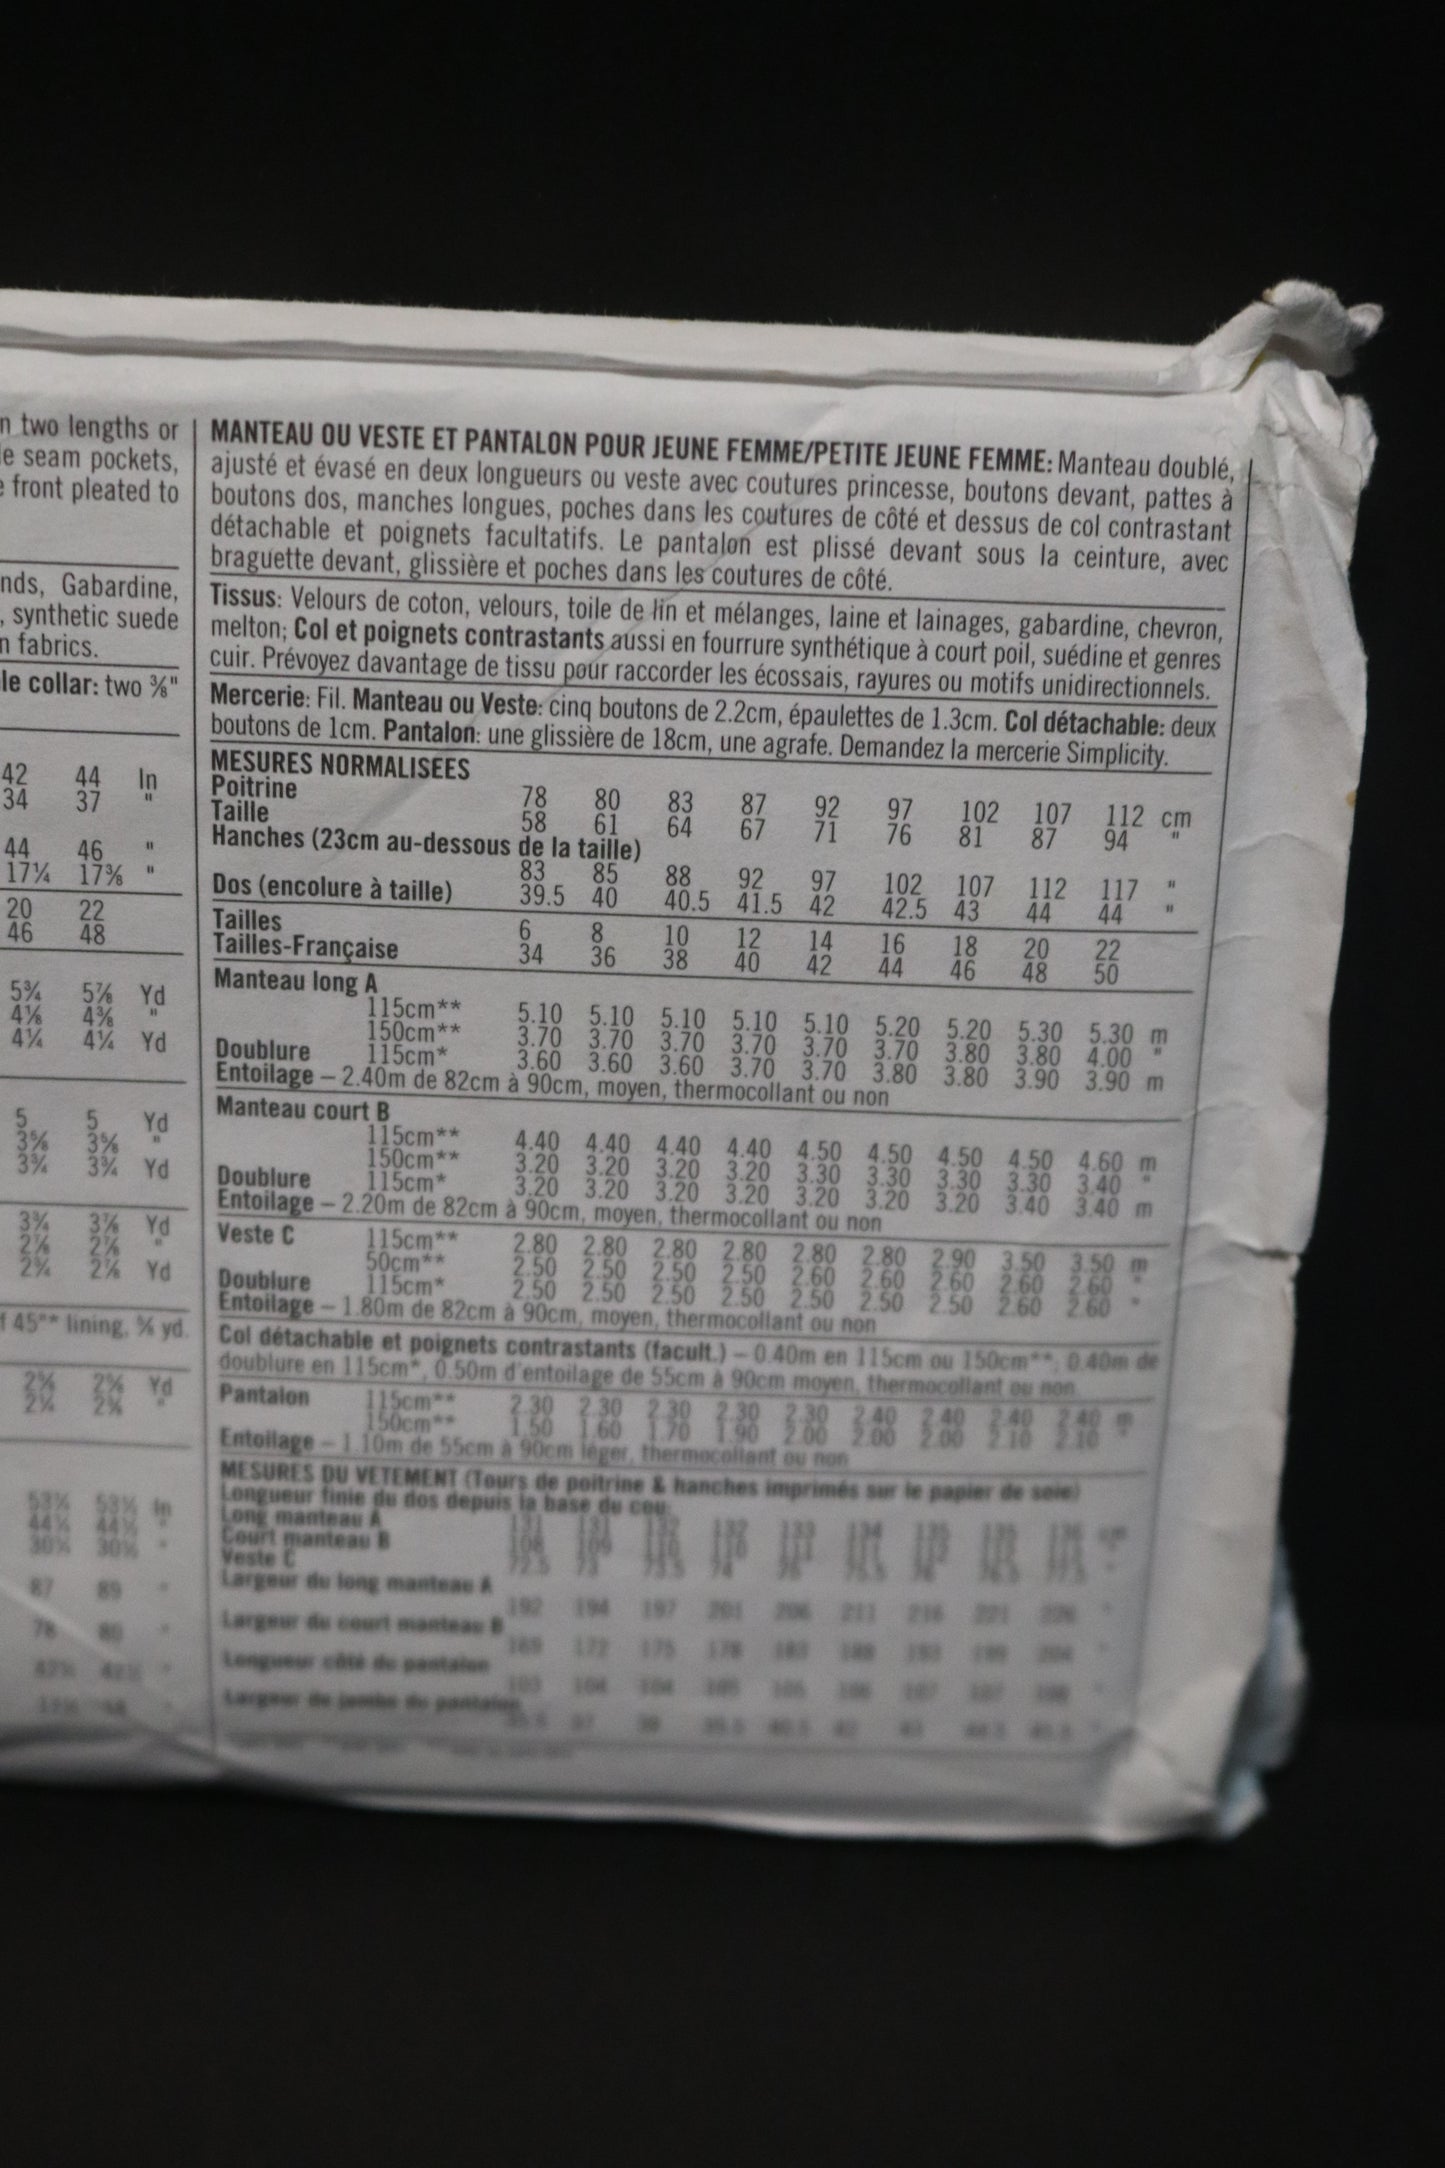 n two lengths or
le seam pockets,
e front pleated to
nds, Gabardine,
, synthetic suede
n fabrics.
le collar: two ⅜"
42 44 In
34 37 "
44 46 "
17¼ 17⅜ "
20 22
46 48
5¾ 5⅞ Yd
4⅛ 4⅜ "
4¼ 4¼ Yd
5 5 Yd
3⅝ 3⅝ "
3¾ 3¾ Yd
3¾ 3⅞ Yd
2⅞ 2⅞ "
2¾ 2⅞ Yd
f 45"* lining, ⅜ yd.
MANTEAU OU VESTE ET PANTALON POUR JEUNE FEMME/PETITE JEUNE FEMME: Manteau doublé,
ajusté et évasé en deux longueurs ou veste avec coutures princesse, boutons devant, pattes à
boutons dos, manches longues, poches dans les coutures de côté et dessus de col contrastant
détachable et poignets facultatifs. Le pantalon est plissé devant sous la ceinture, avec
braguette devant, glissière et poches dans les coutures de côté.
Tissus: Velours de coton, velours, toile de lin et mélanges, laine et lainages, gabardine, chevron,
melton; Col et poignets contrastants aussi en fourrure synthétique à court poil, suédine et genres
cuir. Prévoyez davantage de tissu pour raccorder les écossais, rayures ou motifs unidirectionnels.
Mercerie: Fil. Manteau ou Veste: cinq boutons de 2.2cm, épaulettes de 1.3cm. Col détachable: deux
boutons de 1cm. Pantalon: une glissière de 18cm, une agrafe. Demandez la mercerie Simplicity.
MESURES NORMALISEES
Poitrine 78 80 83 87 92 97 102 107 112 cm
Taille 58 61 64 67 71 76 81 87 94 "
Hanches (23cm au-dessous de la taille)
83 85 88 92 97 102 107 112 117 "
Dos (encolure à taille) 39.5 40 40.5 41.5 42 42.5 43 44 44 "
Tailles 6 8 10 12 14 16 18 20 22
Tailles-Française 34 36 38 40 42 44 46 48 50
Manteau long A
115cm** 5.10 5.10 5.10 5.10 5.10 5.20 5.20 5.30 5.30 m
150cm** 3.70 3.70 3.70 3.70 3.70 3.70 3.80 3.80 4.00 "
Doublure 115cm* 3.60 3.60 3.60 3.70 3.70 3.80 3.80 3.90 3.90 m
Entoilage – 2.40m de 82cm à 90cm, moyen, thermocollant ou non
Manteau court B
115cm** 4.40 4.40 4.40 4.40 4.50 4.50 4.50 4.50 4.60 m
150cm** 3.20 3.20 3.20 3.20 3.30 3.30 3.30 3.30 3.40 "
Doublure 115cm* 3.20 3.20 3.20 3.20 3.20 3.20 3.20 3.40 3.40 m
Entoilage – 2.20m de 82cm à 90cm, moyen, thermocollant ou non
Veste C 115cm** 2.80 2.80 2.80 2.80 2.80 2.80 2.90 3.50 3.50 m
50cm** 2.50 2.50 2.50 2.50 2.60 2.60 2.60 2.60 2.60 "
Doublure 115cm* 2.50 2.50 2.50 2.50 2.50 2.50 2.50 2.60 2.60 "
Entoilage – 1.80m de 82cm à 90cm, moyen, thermocollant ou non
Col détachable et poignets contrastants (facult.) – 0.40m en 115cm ou 150cm**, 0.40m de
doublure en 115cm*, 0.50m d'entoilage de 55cm à 90cm moyen, thermocollant ou non.
Pantalon 115cm** 2.30 2.30 2.30 2.30 2.30 2.40 2.40 2.40 2.40 m
150cm** 1.50 1.60 1.70 1.90 2.00 2.00 2.00 2.10 2.10 "
Entoilage – 1.10m de 55cm à 90cm léger, thermocollant ou non
MESURES DU VETEMENT (Tours de poitrine & hanches imprimés sur le papier de soie)
Longueur finie du dos depuis la base du cou:
Long manteau A 131 131 132 132 133 134 135 135 136 cm
Court manteau B
Veste C
Largeur du long manteau A
192 194 197 201 206 211 216 221 226 "
Largeur du court manteau B
Longueur côté du pantalon
Largeur de jambe du pantalon